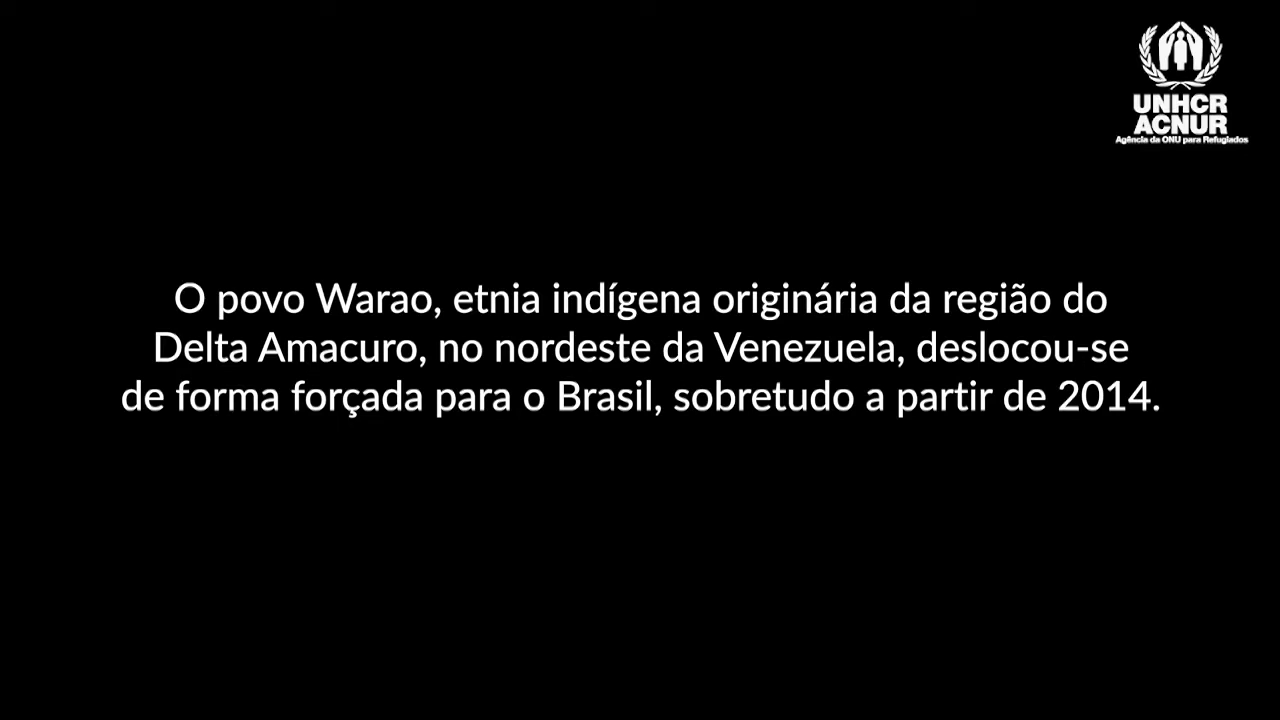 UNHCR
ACNUR
Agência da ONU para Refugiados
O povo Warao, etnia indígena originária da região do
Delta Amacuro, no nordeste da Venezuela, deslocou-se
de forma forçada para o Brasil, sobretudo a partir de 2014.